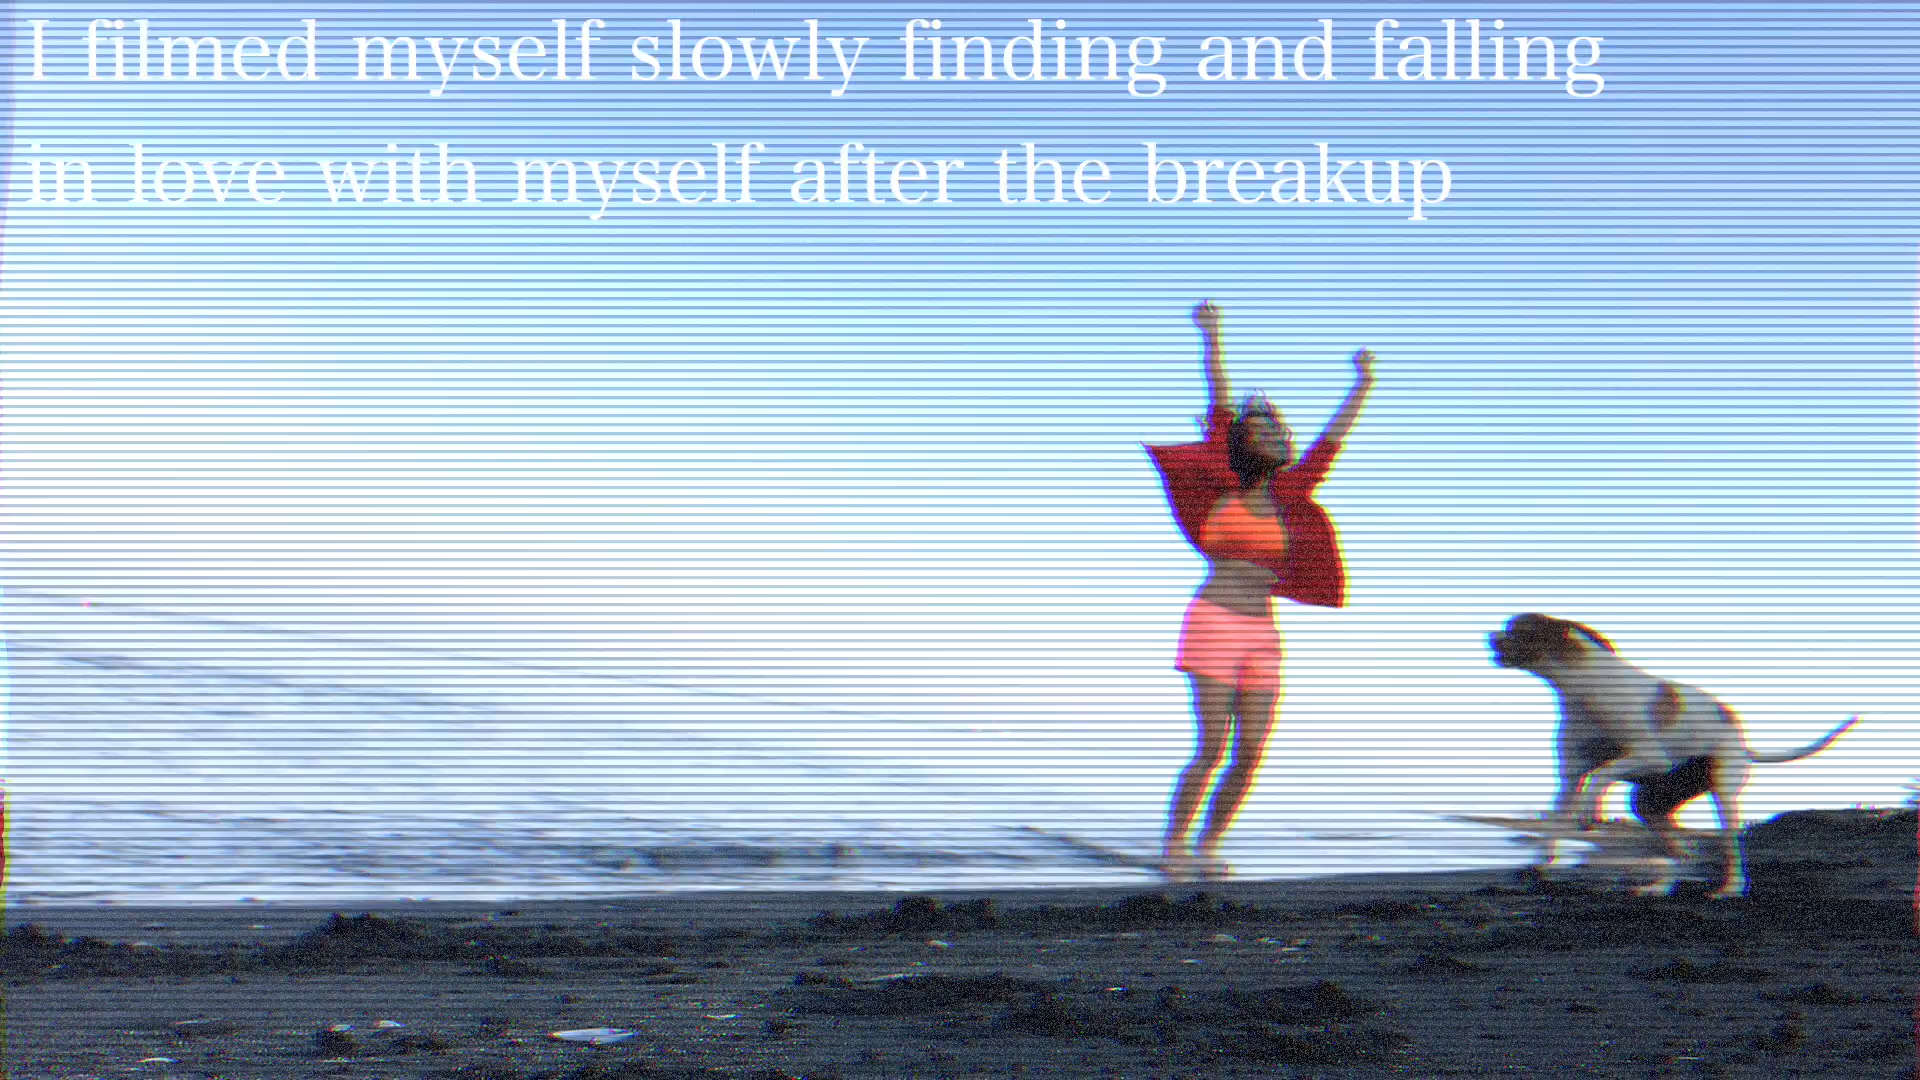 I filmed myself slowly finding and falling
in love with myself after the breakup